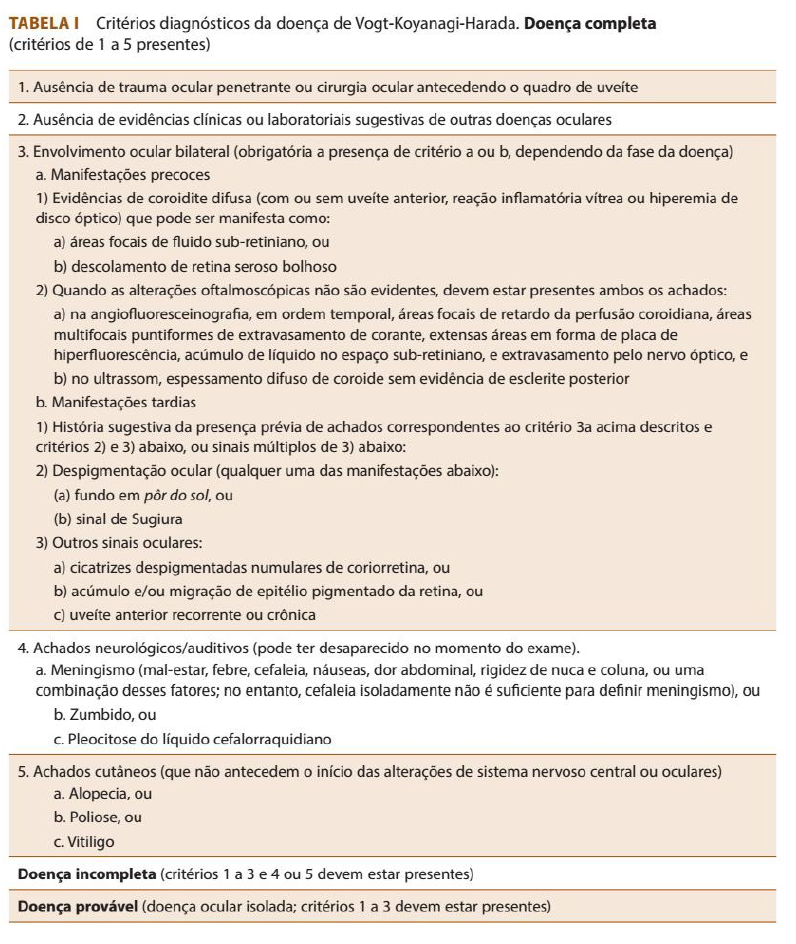 TABELA I Critérios diagnósticos da doença de Vogt-Koyanagi-Harada. Doença completa
(critérios de 1 a 5 presentes)
1. Ausência de trauma ocular penetrante ou cirurgia ocular antecedendo o quadro de uveíte
2. Ausência de evidências clínicas ou laboratoriais sugestivas de outras doenças oculares
3. Envolvimento ocular bilateral (obrigatória a presença de critério a ou b, dependendo da fase da doença)
a. Manifestações precoces
1) Evidências de coroidite difusa (com ou sem uveíte anterior, reação inflamatória vítrea ou hiperemia de
disco óptico) que pode ser manifesta como:
a) áreas focais de fluido sub-retiniano, ou
b) descolamento de retina seroso bolhoso
2) Quando as alterações oftalmoscópicas não são evidentes, devem estar presentes ambos os achados:
a) na angiofluoresceinografia, em ordem temporal, áreas focais de retardo da perfusão coroidiana, áreas
multifocais puntiformes de extravasamento de corante, extensas áreas em forma de placa de
hiperfluorescência, acúmulo de líquido no espaço sub-retiniano, e extravasamento pelo nervo óptico, e
b) no ultrassom, espessamento difuso de coroide sem evidência de esclerite posterior
b. Manifestações tardias
1) História sugestiva da presença prévia de achados correspondentes ao critério 3a acima descritos e
critérios 2) e 3) abaixo, ou sinais múltiplos de 3) abaixo:
2) Despigmentação ocular (qualquer uma das manifestações abaixo):
(a) fundo em pôr do sol, ou
(b) sinal de Sugiura
3) Outros sinais oculares:
a) cicatrizes despigmentadas numulares de coriorretina, ou
b) acúmulo e/ou migração de epitélio pigmentado da retina, ou
c) uveíte anterior recorrente ou crônica
4. Achados neurológicos/auditivos (pode ter desaparecido no momento do exame).
a. Meningismo (mal-estar, febre, cefaleia, náuseas, dor abdominal, rigidez de nuca e coluna, ou uma
combinação desses fatores; no entanto, cefaleia isoladamente não é suficiente para definir meningismo), ou
b. Zumbido, ou
c. Pleocitose do líquido cefalorraquidiano
5. Achados cutâneos (que não antecedem o início das alterações de sistema nervoso central ou oculares)
a. Alopecia, ou
b. Poliose, ou
c. Vitiligo
Doença incompleta (critérios 1 a 3 e 4 ou 5 devem estar presentes)
Doença provável (doença ocular isolada; critérios 1 a 3 devem estar presentes)